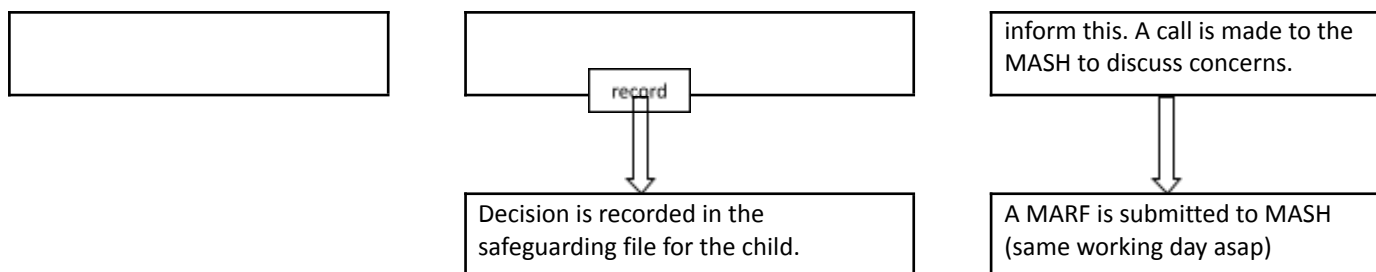 inform this. A call is made to the
MASH to discuss concerns.
record
Decision is recorded in the
safeguarding file for the child.
A MARF is submitted to MASH
(same working day asap)